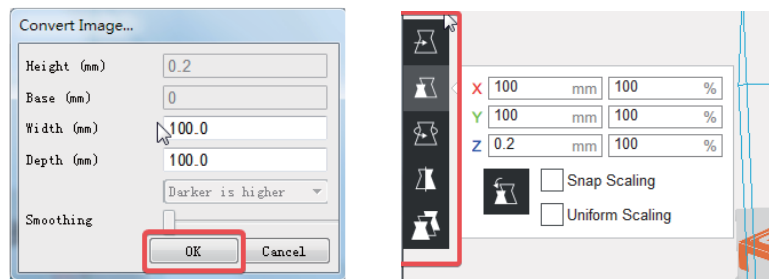 Convert Image...
Height (mm) 0.2
Base (mm) 0
Width (mm) 100.0
Depth (mm) 100.0
Darker is higher
Smoothing
OK Cancel
X 100 mm 100 %
Y 100 mm 100 %
Z 0.2 mm 100 %
Snap Scaling
Uniform Scaling